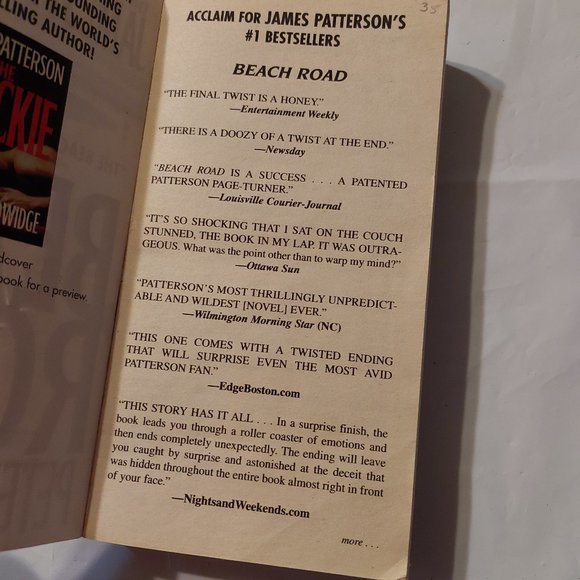 OUNDING
R THE WORLD'S
LLING AUTHOR!
PATTERSON
THE
CKIE
WIDGE
dcover
book for a preview.
35
ACCLAIM FOR JAMES PATTERSON'S
#1 BESTSELLERS
BEACH ROAD
"THE FINAL TWIST IS A HONEY."
—Entertainment Weekly
"THERE IS A DOOZY OF A TWIST AT THE END."
—Newsday
"BEACH ROAD IS A SUCCESS . . . A PATENTED
PATTERSON PAGE-TURNER."
—Louisville Courier-Journal
"IT'S SO SHOCKING THAT I SAT ON THE COUCH
STUNNED, THE BOOK IN MY LAP. IT WAS OUTRA-
GEOUS. What was the point other than to warp my mind?"
—Ottawa Sun
"PATTERSON'S MOST THRILLINGLY UNPREDICT-
ABLE AND WILDEST [NOVEL] EVER."
—Wilmington Morning Star (NC)
"THIS ONE COMES WITH A TWISTED ENDING
THAT WILL SURPRISE EVEN THE MOST AVID
PATTERSON FAN."
—EdgeBoston.com
"THIS STORY HAS IT ALL . . . In a surprise finish, the
book leads you through a roller coaster of emotions and
then ends completely unexpectedly. The ending will leave
you caught by surprise and astonished at the deceit that
was hidden throughout the entire book almost right in front
of your face."
—NightsandWeekends.com
more . . .